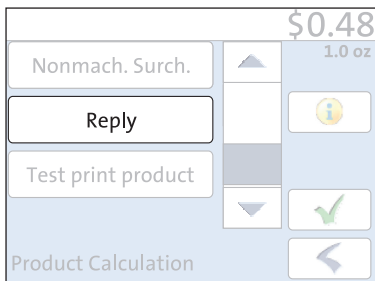 $0.48
1.0 oz
Nonmach. Surch.
Reply
Test print product
Product Calculation